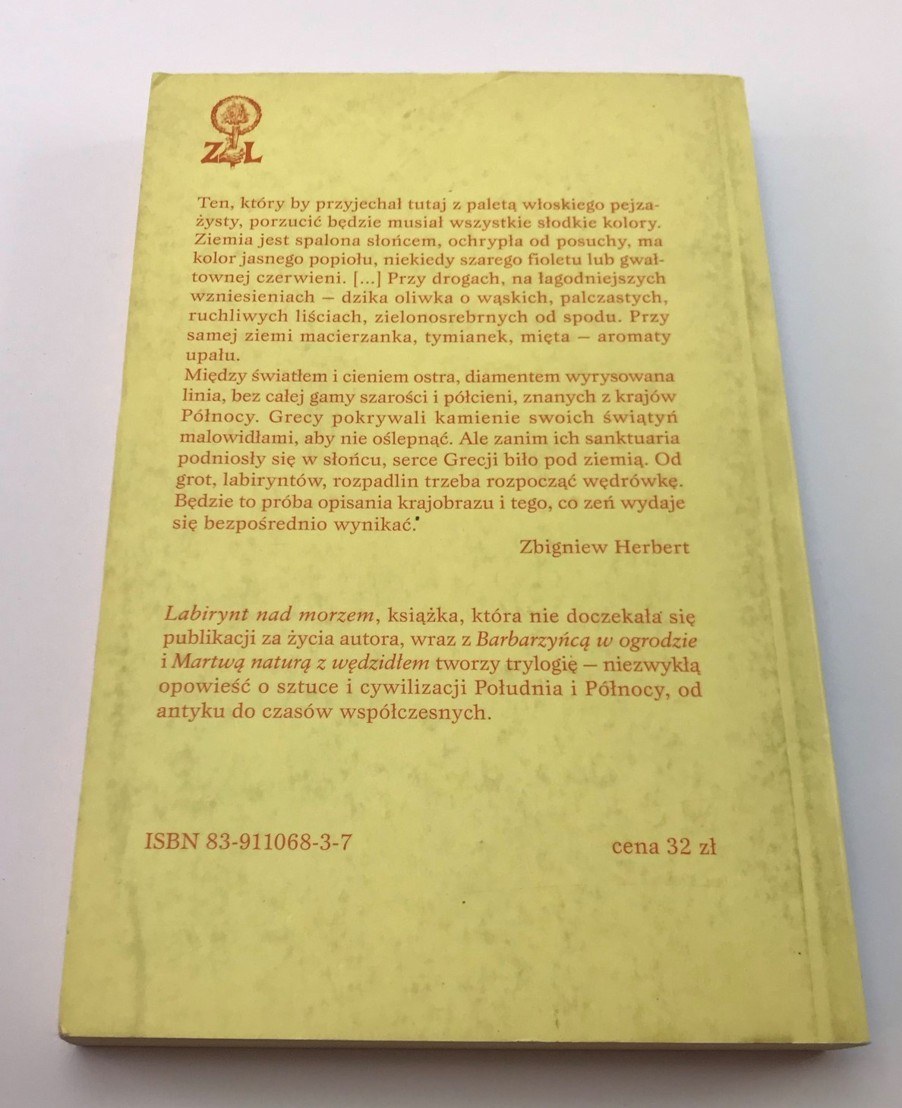 Z L
Ten, który by przyjechał tutaj z paletą włoskiego pejza-
żysty, porzucić będzie musiał wszystkie słodkie kolory.
Ziemia jest spalona słońcem, ochrypła od posuchy, ma
kolor jasnego popiołu, niekiedy szarego fioletu lub gwał-
townej czerwieni. [...] Przy drogach, na łagodniejszych
wzniesieniach – dzika oliwka o wąskich, palczastych,
ruchliwych liściach, zielonosrebrnych od spodu. Przy
samej ziemi macierzanka, tymianek, mięta – aromaty
upału.
Między światłem i cieniem ostra, diamentem wyrysowana
linia, bez całej gamy szarości i półcieni, znanych z krajów
Północy. Grecy pokrywali kamienie swoich świątyń
malowidłami, aby nie oślepnąć. Ale zanim ich sanktuaria
podniosły się w słońcu, serce Grecji biło pod ziemią. Od
grot, labiryntów, rozpadlin trzeba rozpocząć wędrówkę.
Będzie to próba opisania krajobrazu i tego, co zeń wydaje
się bezpośrednio wynikać.
Zbigniew Herbert
Labirynt nad morzem, książka, która nie doczekała się
publikacji za życia autora, wraz z Barbarzyńcą w ogrodzie
i Martwą naturą z wędzidłem tworzy trylogię – niezwykłą
opowieść o sztuce i cywilizacji Południa i Północy, od
antyku do czasów współczesnych.
ISBN 83-911068-3-7
cena 32 zł